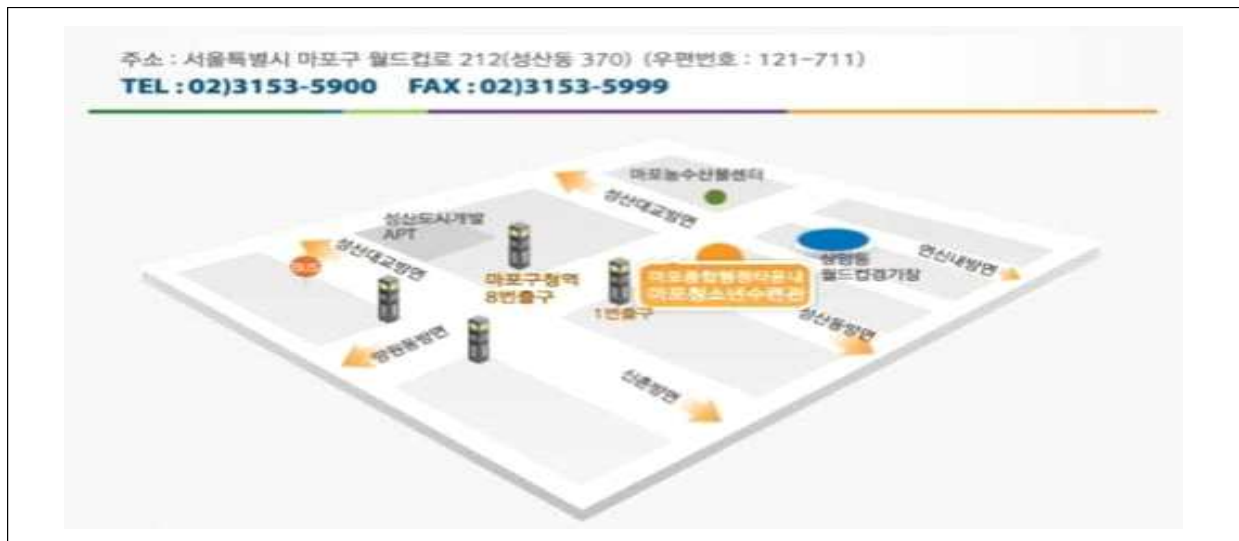 주소 : 서울특별시 마포구 월드컵로 212(성산동 370) (우편번호 : 121-711)
TEL : 02)3153-5900 FAX : 02)3153-5999
마포농수산물센터
성산대교방면
성산도시개발
APT
성산대교방면
연신내방면
상암동
월드컵경기장
마포구청역
8번출구
마포종합행정타운내
마포청소년수련관
1번출구
성산동방면
망원동방면
신촌방면